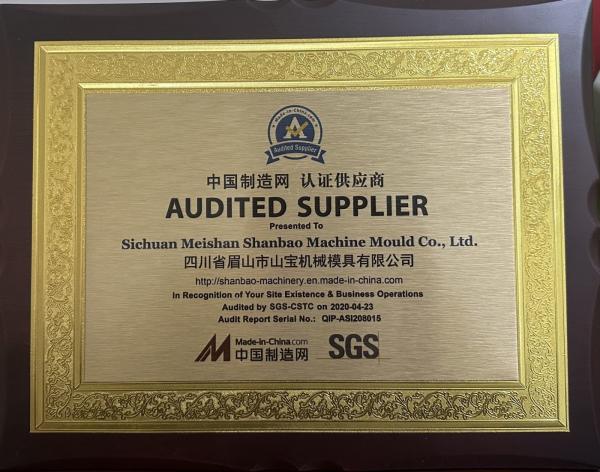 Made-in-China.com
Audited Supplier
中国制造网 认证供应商
AUDITED SUPPLIER
Presented To
Sichuan Meishan Shanbao Machine Mould Co., Ltd.
四川省眉山市山宝机械模具有限公司
http://shanbao-machinery.en.made-in-china.com
In Recognition of Your Site Existence & Business Operations
Audited by SGS-CSTC on 2020-04-23
Audit Report Serial No.: QIP-ASI208015
Made-in-China.com
中国制造网
SGS